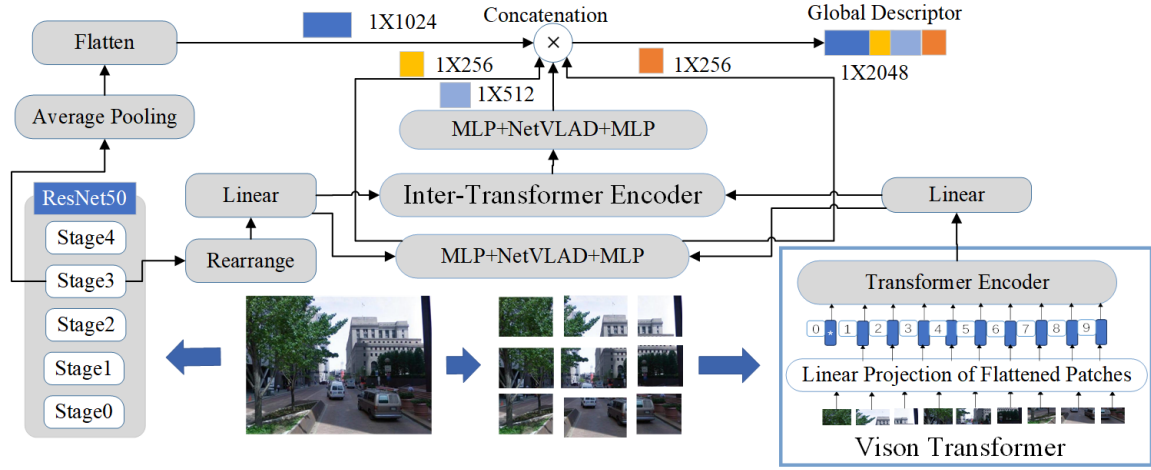 Concatenation
Global Descriptor
Flatten
1X1024
×
1X256
1X256
1X2048
1X512
Average Pooling
MLP+NetVLAD+MLP
ResNet50
Linear
Inter-Transformer Encoder
Linear
Stage4
Rearrange
MLP+NetVLAD+MLP
Stage3
Transformer Encoder
Stage2
0 * 1 2 3 4 5 6 7 8 9
Stage1
Linear Projection of Flattened Patches
Stage0
Vison Transformer